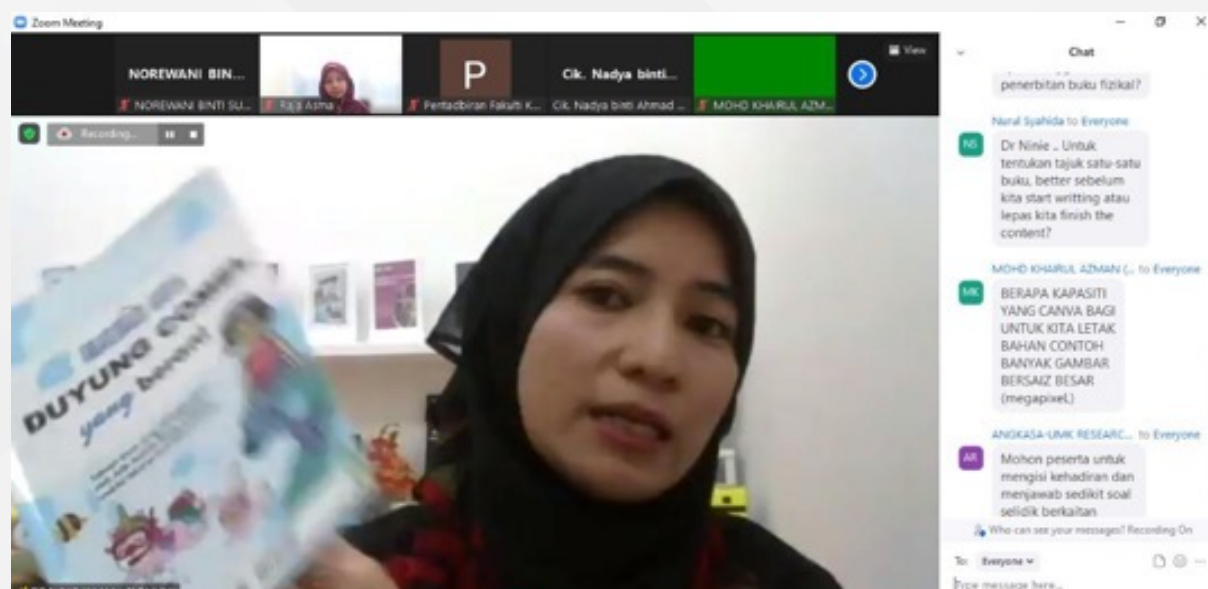 Zoom Meeting
NOREWANI BIN...
NOREWANI BINTI SU...
Raja Asma
P
Pentadbiran Fakulti K...
Cik. Nadya binti...
Cik. Nadya binti Ahmad ...
MOHD KHAIRUL AZM...
View
Recording...
DUYUNG COMEL
yang berani
Chat
penerbitan buku fizikal?
Nurul Syahida to Everyone
NS
Dr Ninie .. Untuk
tentukan tajuk satu-satu
buku, better sebelum
kita start writting atau
lepas kita finish the
content?
MOHD KHAIRUL AZMAN (... to Everyone
MK
BERAPA KAPASITI
YANG CANVA BAGI
UNTUK KITA LETAK
BAHAN CONTOH
BANYAK GAMBAR
BERSAIZ BESAR
(megapixel.)
ANGKASA-UMK RESEARC... to Everyone
AR
Mohon peserta untuk
mengisi kehadiran dan
menjawab sedikit soal
selidik berkaitan
Who can see your messages? Recording On
To: Everyone
Type message here...